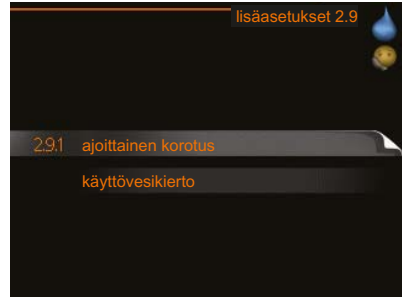 lisäasetukset 2.9
2.9.1 ajoittainen korotus
käyttövesikierto